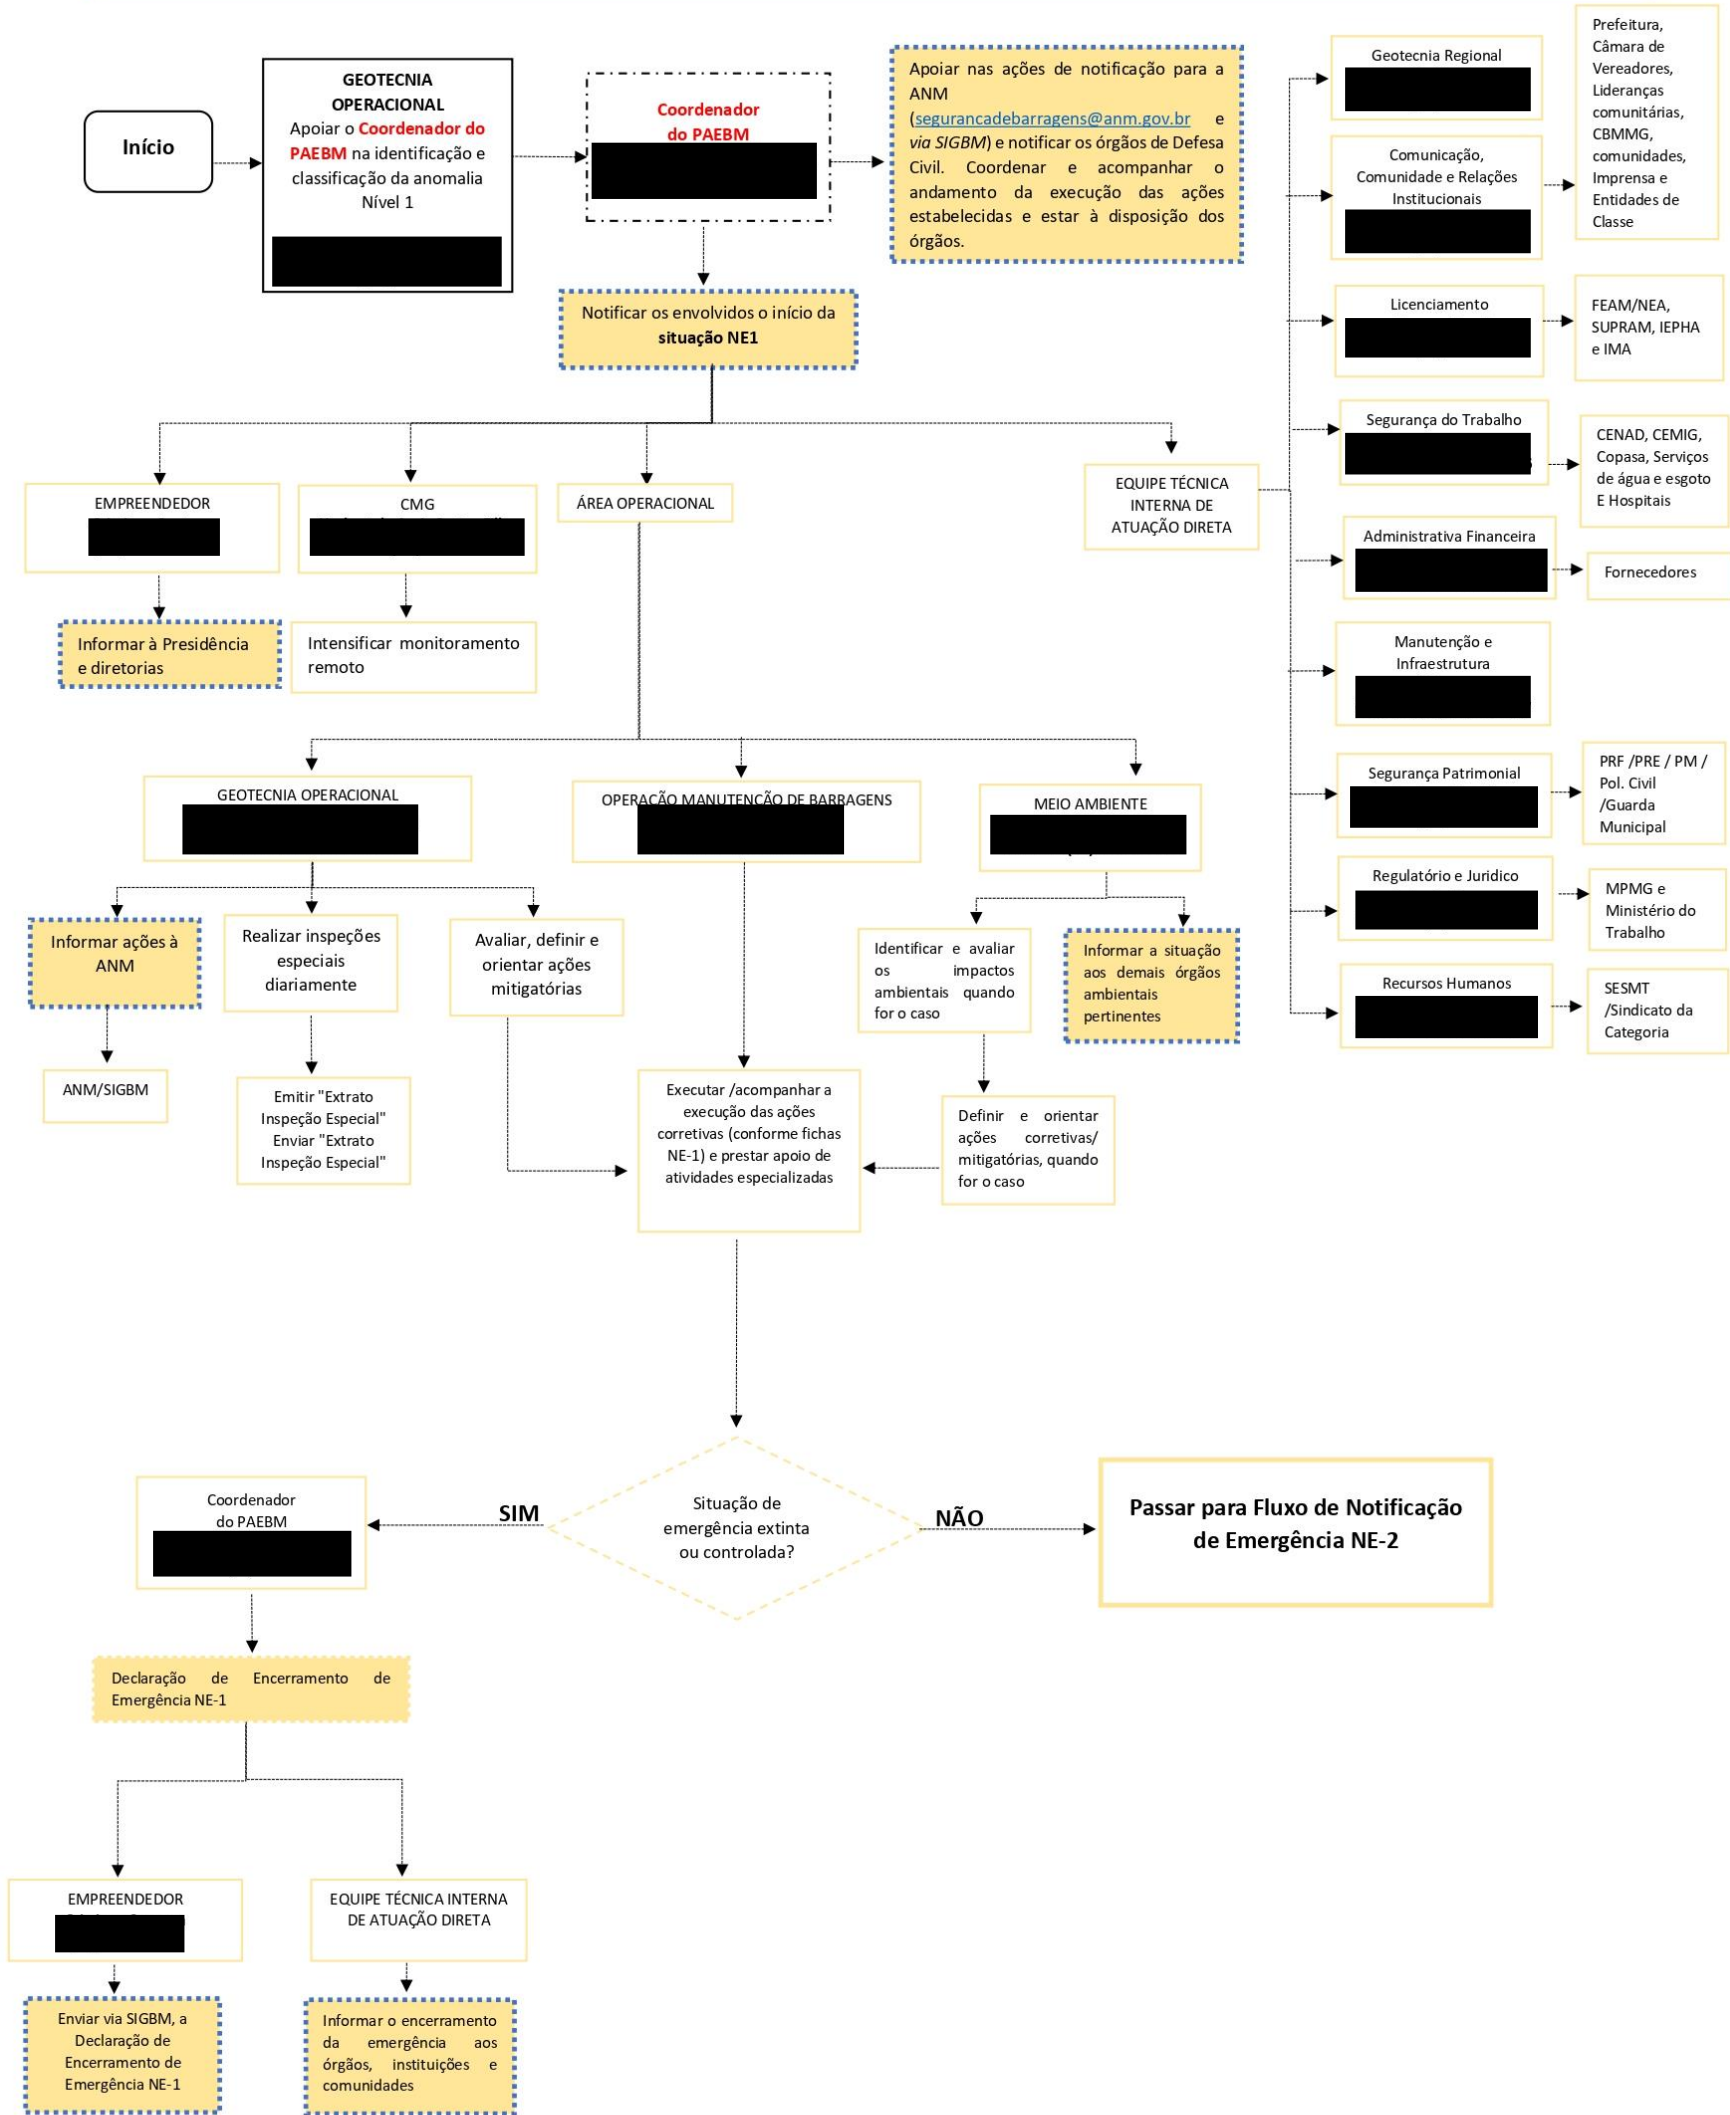 Início
GEOTECNIA
OPERACIONAL
Apoiar o Coordenador do
PAEBM na identificação e
classificação da anomalia
Nível 1
Coordenador
do PAEBM
Apoiar nas ações de notificação para a
ANM
(segurancadebarragens@anm.gov.br e
via SIGBM) e notificar os órgãos de Defesa
Civil. Coordenar e acompanhar o
andamento da execução das ações
estabelecidas e estar à disposição dos
órgãos.
Notificar os envolvidos o início da
situação NE1
EMPREENDEDOR
Informar à Presidência
e diretorias
CMG
Intensificar monitoramento
remoto
ÁREA OPERACIONAL
EQUIPE TÉCNICA
INTERNA DE
ATUAÇÃO DIRETA
Geotecnia Regional
Comunicação,
Comunidade e Relações
Institucionais
Prefeitura,
Câmara de
Vereadores,
Lideranças
comunitárias,
CBMMG,
comunidades,
Imprensa e
Entidades de
Classe
Licenciamento
FEAM/NEA,
SUPRAM, IEPHA
e IMA
Segurança do Trabalho
CENAD, CEMIG,
Copasa, Serviços
de água e esgoto
E Hospitais
Administrativa Financeira
Fornecedores
Manutenção e
Infraestrutura
Segurança Patrimonial
PRF /PRE / PM /
Pol. Civil
/Guarda
Municipal
Regulatório e Juridico
MPMG e
Ministério do
Trabalho
Recursos Humanos
SESMT
/Sindicato da
Categoria
GEOTECNIA OPERACIONAL
OPERAÇÃO MANUTENÇÃO DE BARRAGENS
MEIO AMBIENTE
Informar ações à
ANM
ANM/SIGBM
Realizar inspeções
especiais
diariamente
Emitir "Extrato
Inspeção Especial"
Enviar "Extrato
Inspeção Especial"
Avaliar, definir e
orientar ações
mitigatórias
Executar /acompanhar a
execução das ações
corretivas (conforme fichas
NE-1) e prestar apoio de
atividades especializadas
Identificar e avaliar
os impactos
ambientais quando
for o caso
Informar a situação
aos demais órgãos
ambientais
pertinentes
Definir e orientar
ações corretivas/
mitigatórias, quando
for o caso
Situação de
emergência extinta
ou controlada?
SIM
NÃO
Passar para Fluxo de Notificação
de Emergência NE-2
Coordenador
do PAEBM
Declaração de Encerramento de
Emergência NE-1
EMPREENDEDOR
Enviar via SIGBM, a
Declaração de
Encerramento de
Emergência NE-1
EQUIPE TÉCNICA INTERNA
DE ATUAÇÃO DIRETA
Informar o encerramento
da emergência aos
órgãos, instituições e
comunidades